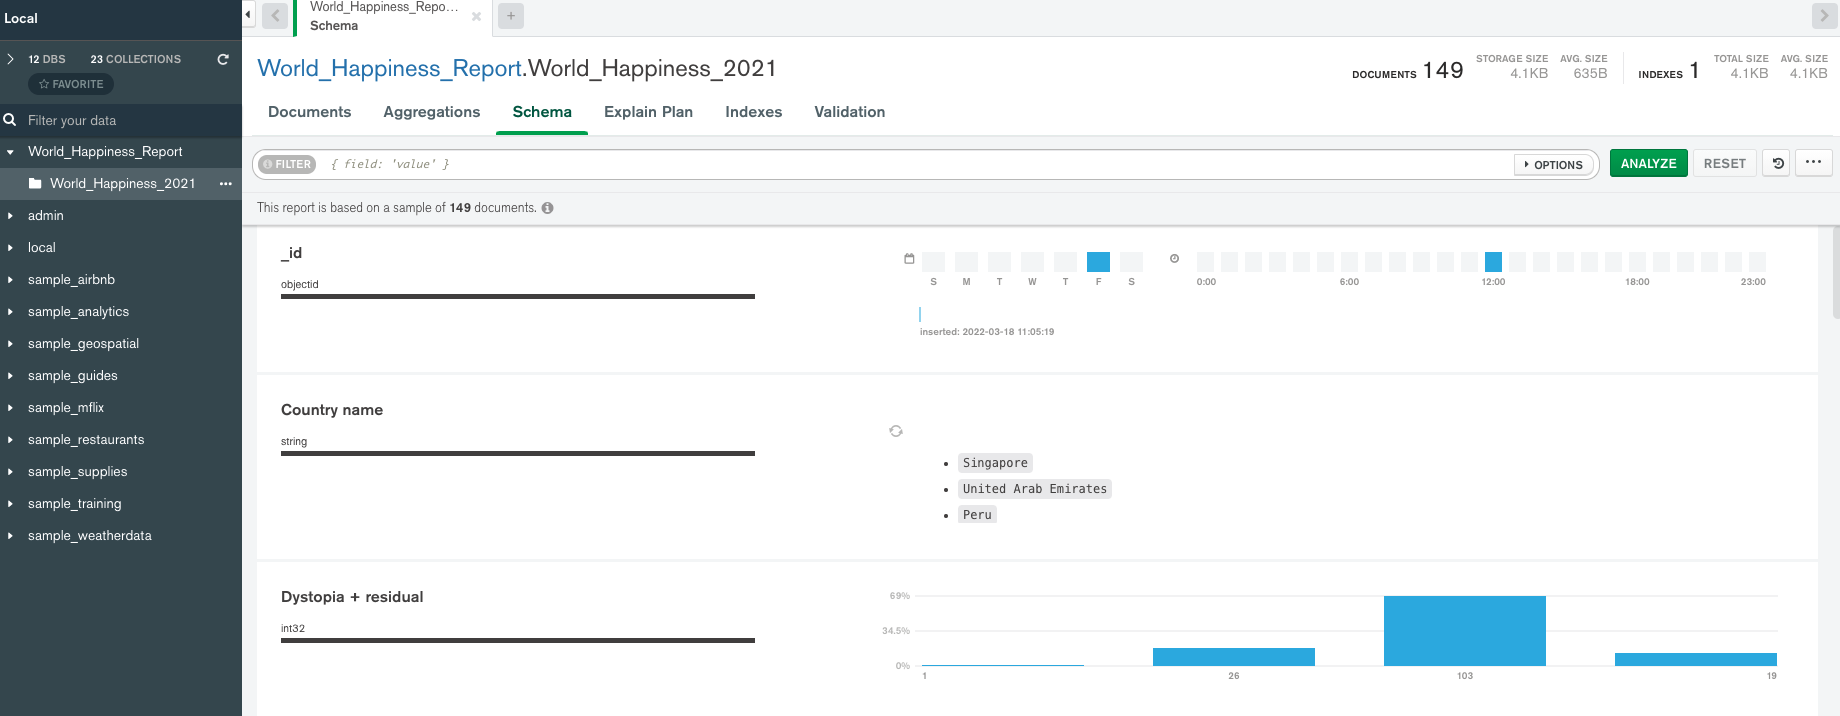 Local
12 DBS 23 COLLECTIONS
FAVORITE
Filter your data
World_Happiness_Report
World_Happiness_2021
admin
local
sample_airbnb
sample_analytics
sample_geospatial
sample_guides
sample_mflix
sample_restaurants
sample_supplies
sample_training
sample_weatherdata
World_Happiness_Repo...
Schema
World_Happiness_Report.World_Happiness_2021
DOCUMENTS 149
STORAGE SIZE
4.1KB
AVG. SIZE
635B
INDEXES 1
TOTAL SIZE
4.1KB
AVG. SIZE
4.1KB
Documents Aggregations Schema Explain Plan Indexes Validation
FILTER { field: 'value' } OPTIONS ANALYZE RESET
This report is based on a sample of 149 documents.
_id
objectid
S M T W T F S
0:00 6:00 12:00 18:00 23:00
inserted: 2022-03-18 11:05:19
Country name
string
Singapore
United Arab Emirates
Peru
Dystopia + residual
int32
69%
34.5%
0%
1 26 103 19